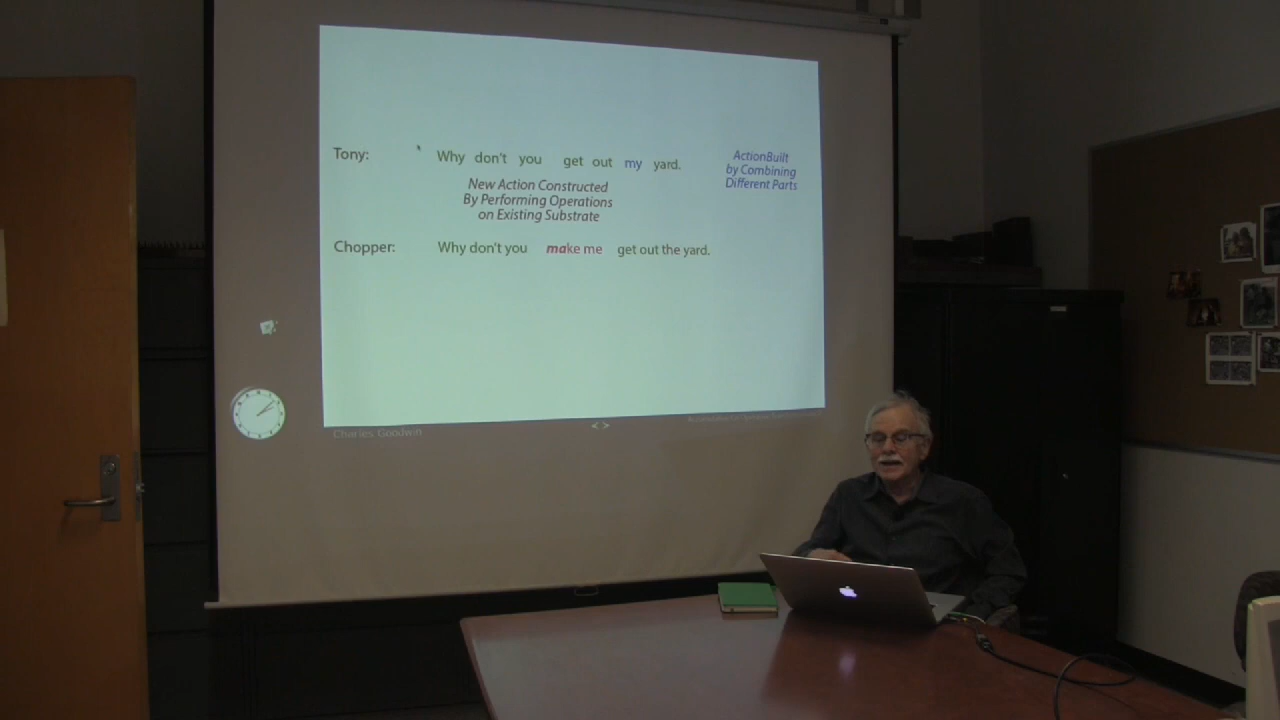 Tony: Why don't you get out my yard.
ActionBuilt
by Combining
Different Parts
New Action Constructed
By Performing Operations
on Existing Substrate
Chopper: Why don't you make me get out the yard.
Charles Goodwin
< >